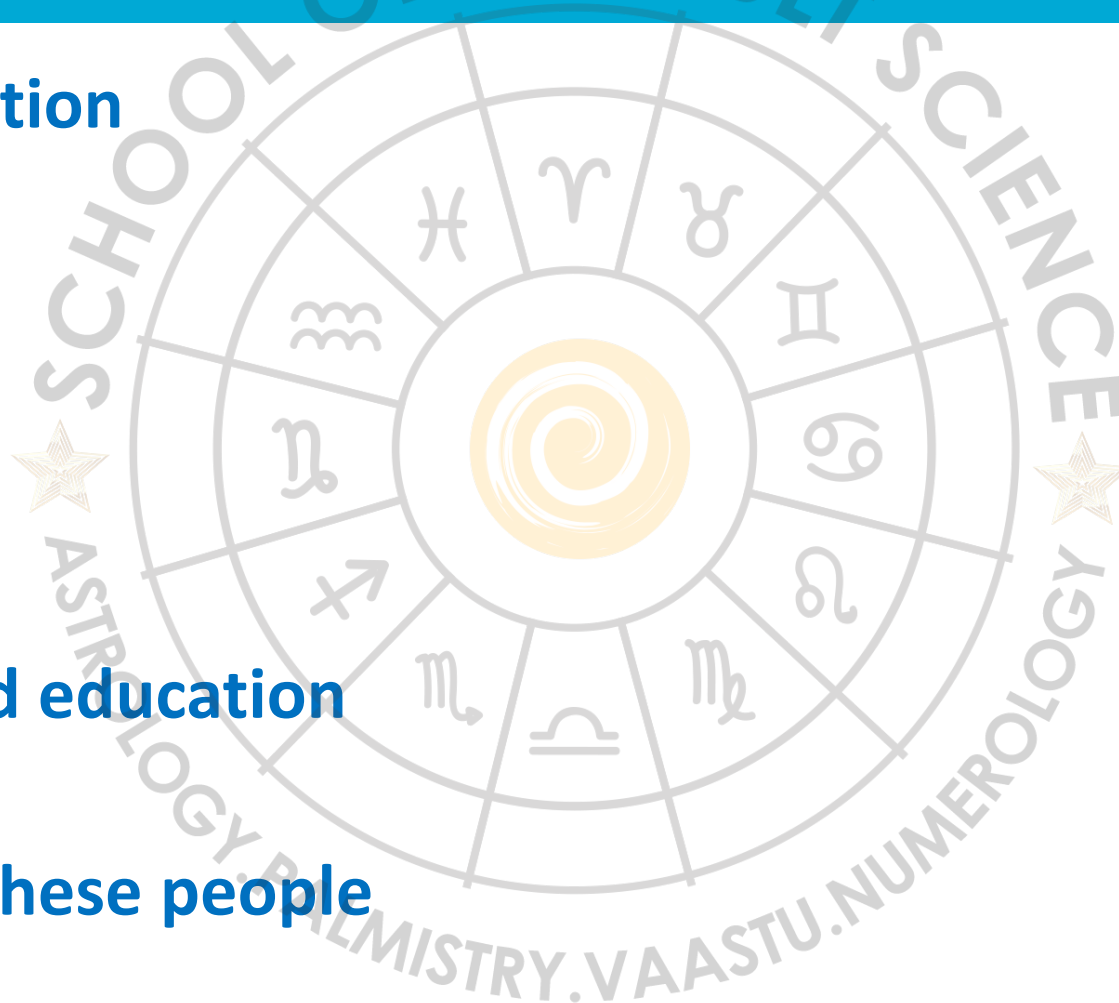 tion
d education
hese people
SCHOOL O
SCIENCE
ASTROLOGY.PALMISTRY.VAASTU.NUMEROLOGY